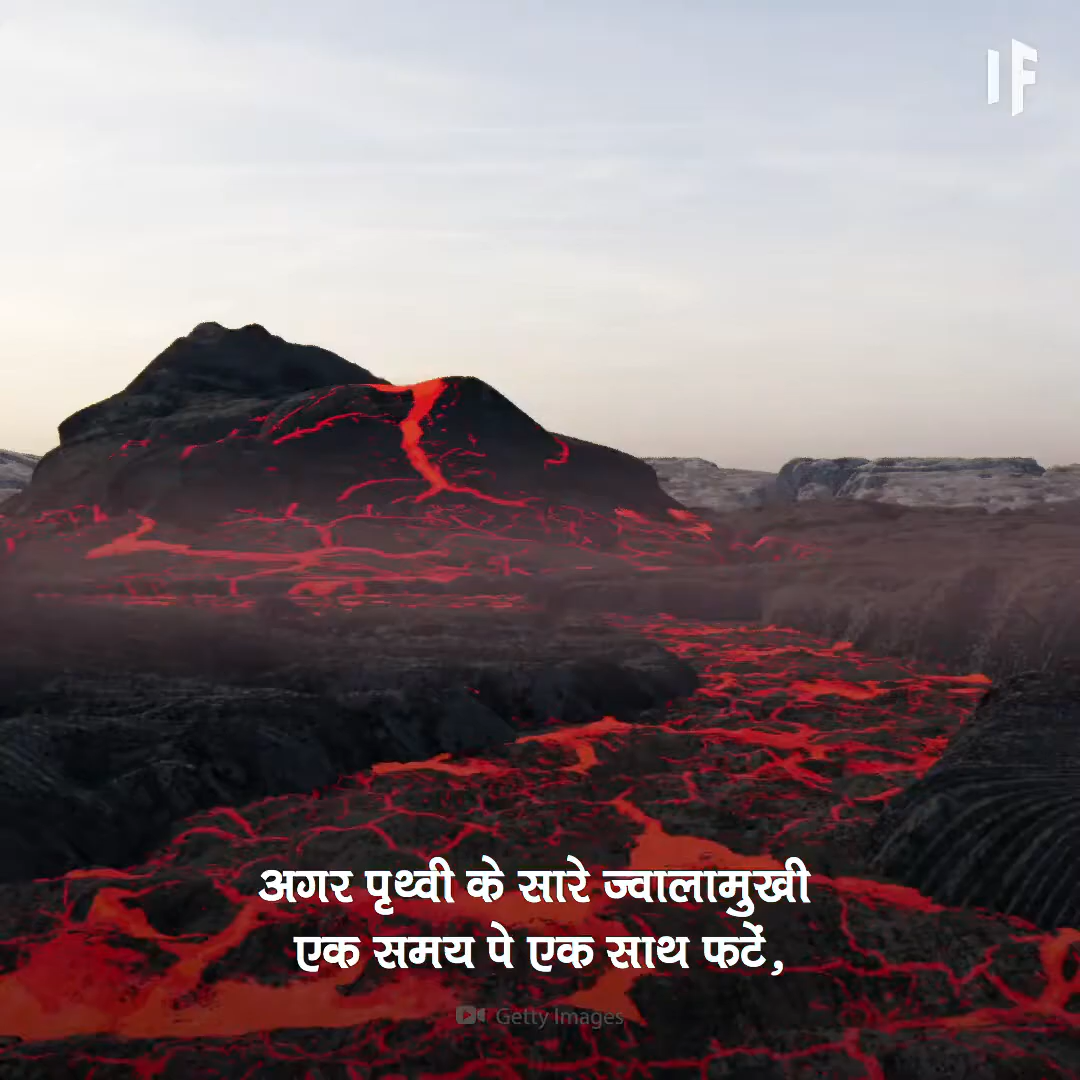 IF
अगर पृथ्वी के सारे ज्वालामुखी
एक समय पे एक साथ फटें,
Getty Images